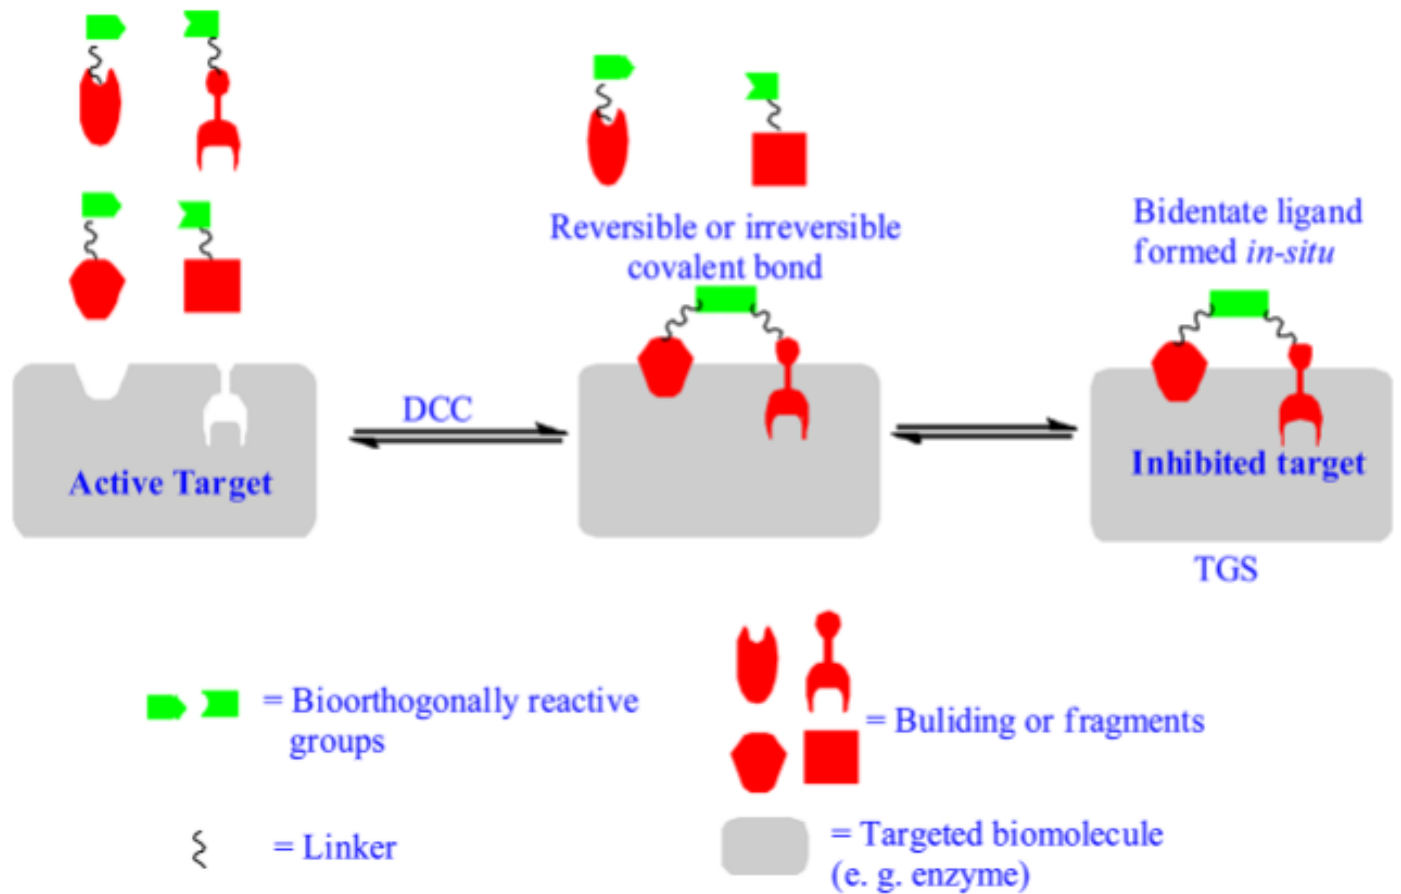 Reversible or irreversible
covalent bond
Bidentate ligand
formed in-situ
DCC
Active Target
Inhibited target
TGS
= Bioorthogonally reactive
groups
= Buliding or fragments
= Linker
= Targeted biomolecule
(e. g. enzyme)